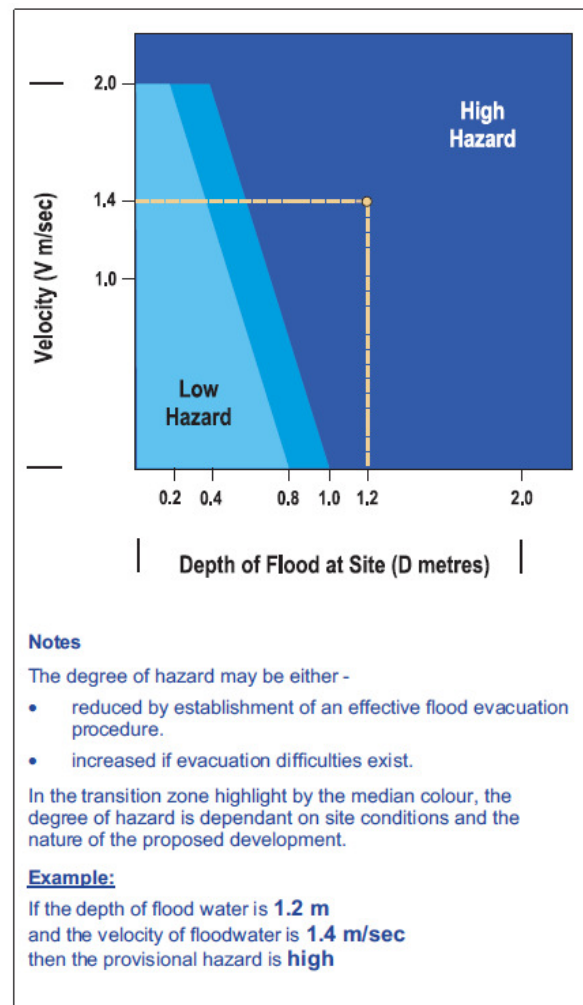 2.0
High
Hazard
1.4
Velocity (V m/sec)
1.0
Low
Hazard
0.2 0.4 0.8 1.0 1.2 2.0
Depth of Flood at Site (D metres)
Notes
The degree of hazard may be either -
• reduced by establishment of an effective flood evacuation
procedure.
• increased if evacuation difficulties exist.
In the transition zone highlight by the median colour, the
degree of hazard is dependant on site conditions and the
nature of the proposed development.
Example:
If the depth of flood water is 1.2 m
and the velocity of floodwater is 1.4 m/sec
then the provisional hazard is high